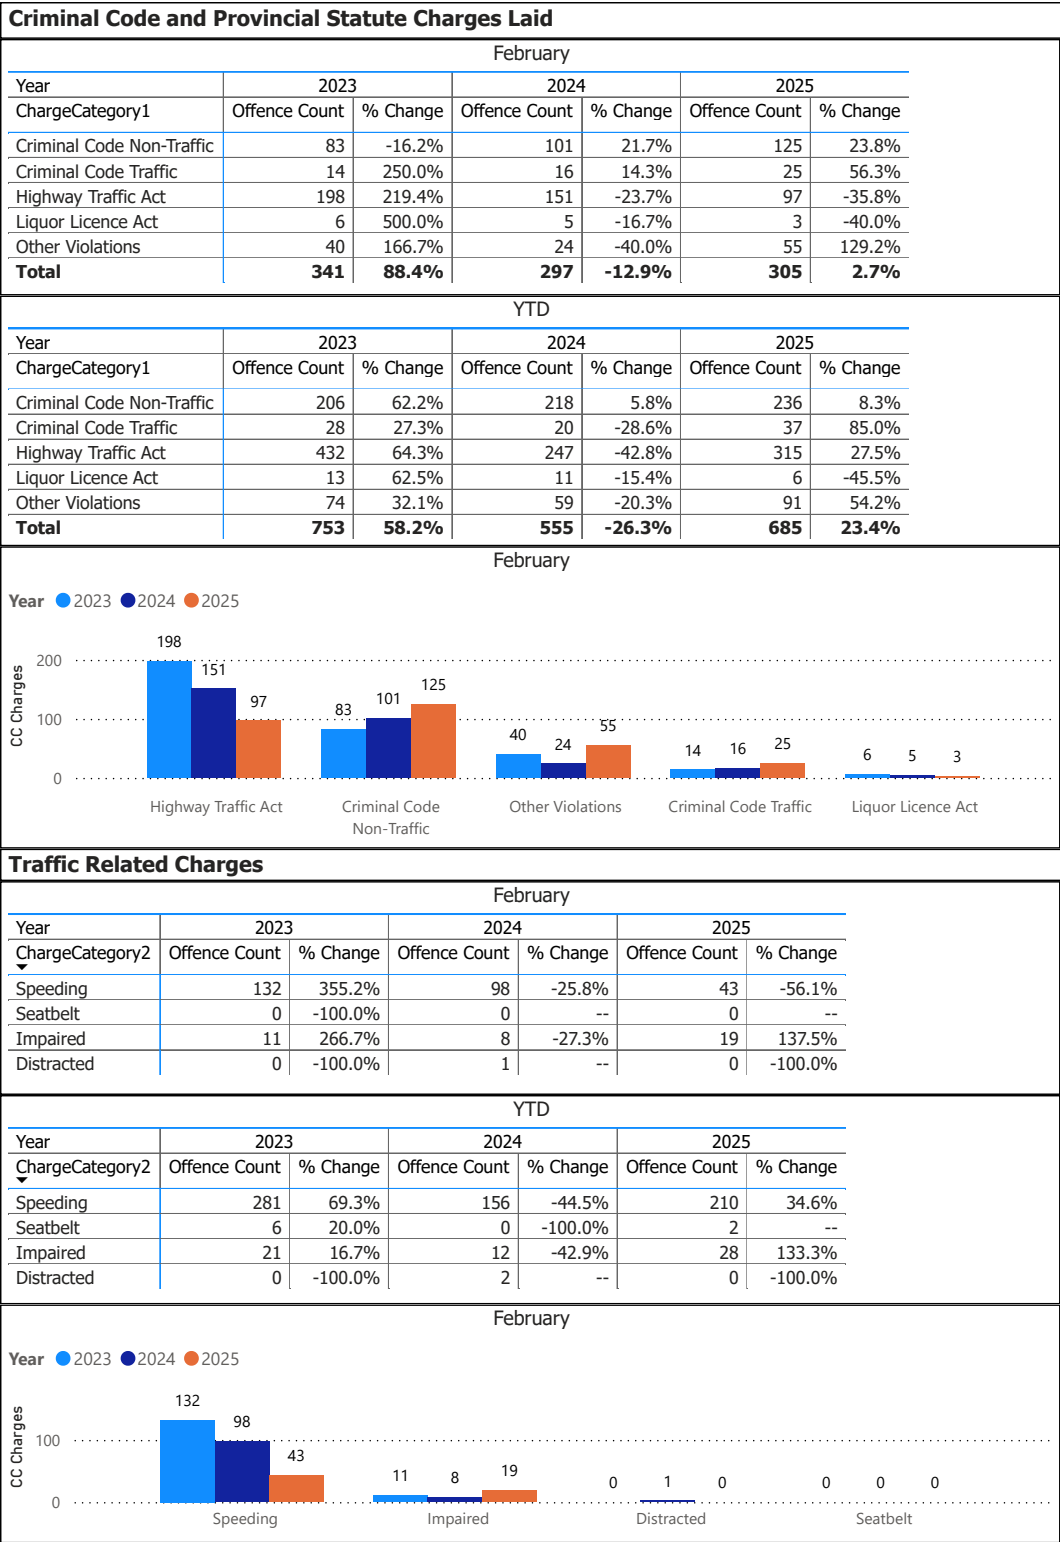 Criminal Code and Provincial Statute Charges Laid
February
Year 2023 2024 2025
ChargeCategory1 Offence Count % Change Offence Count % Change Offence Count % Change
Criminal Code Non-Traffic 83 -16.2% 101 21.7% 125 23.8%
Criminal Code Traffic 14 250.0% 16 14.3% 25 56.3%
Highway Traffic Act 198 219.4% 151 -23.7% 97 -35.8%
Liquor Licence Act 6 500.0% 5 -16.7% 3 -40.0%
Other Violations 40 166.7% 24 -40.0% 55 129.2%
Total 341 88.4% 297 -12.9% 305 2.7%
YTD
Year 2023 2024 2025
ChargeCategory1 Offence Count % Change Offence Count % Change Offence Count % Change
Criminal Code Non-Traffic 206 62.2% 218 5.8% 236 8.3%
Criminal Code Traffic 28 27.3% 20 -28.6% 37 85.0%
Highway Traffic Act 432 64.3% 247 -42.8% 315 27.5%
Liquor Licence Act 13 62.5% 11 -15.4% 6 -45.5%
Other Violations 74 32.1% 59 -20.3% 91 54.2%
Total 753 58.2% 555 -26.3% 685 23.4%
February
Year 2023 2024 2025
CC Charges
200
100
0
198 151 97
83 101 125
40 24 55
14 16 25
6 5 3
Highway Traffic Act
Criminal Code
Non-Traffic
Other Violations
Criminal Code Traffic
Liquor Licence Act
Traffic Related Charges
February
Year 2023 2024 2025
ChargeCategory2 Offence Count % Change Offence Count % Change Offence Count % Change
Speeding 132 355.2% 98 -25.8% 43 -56.1%
Seatbelt 0 -100.0% 0 -- 0 --
Impaired 11 266.7% 8 -27.3% 19 137.5%
Distracted 0 -100.0% 1 -- 0 -100.0%
YTD
Year 2023 2024 2025
ChargeCategory2 Offence Count % Change Offence Count % Change Offence Count % Change
Speeding 281 69.3% 156 -44.5% 210 34.6%
Seatbelt 6 20.0% 0 -100.0% 2 --
Impaired 21 16.7% 12 -42.9% 28 133.3%
Distracted 0 -100.0% 2 -- 0 -100.0%
February
Year 2023 2024 2025
CC Charges
100
0
132 98 43
11 8 19
0 1 0
0 0 0
Speeding
Impaired
Distracted
Seatbelt